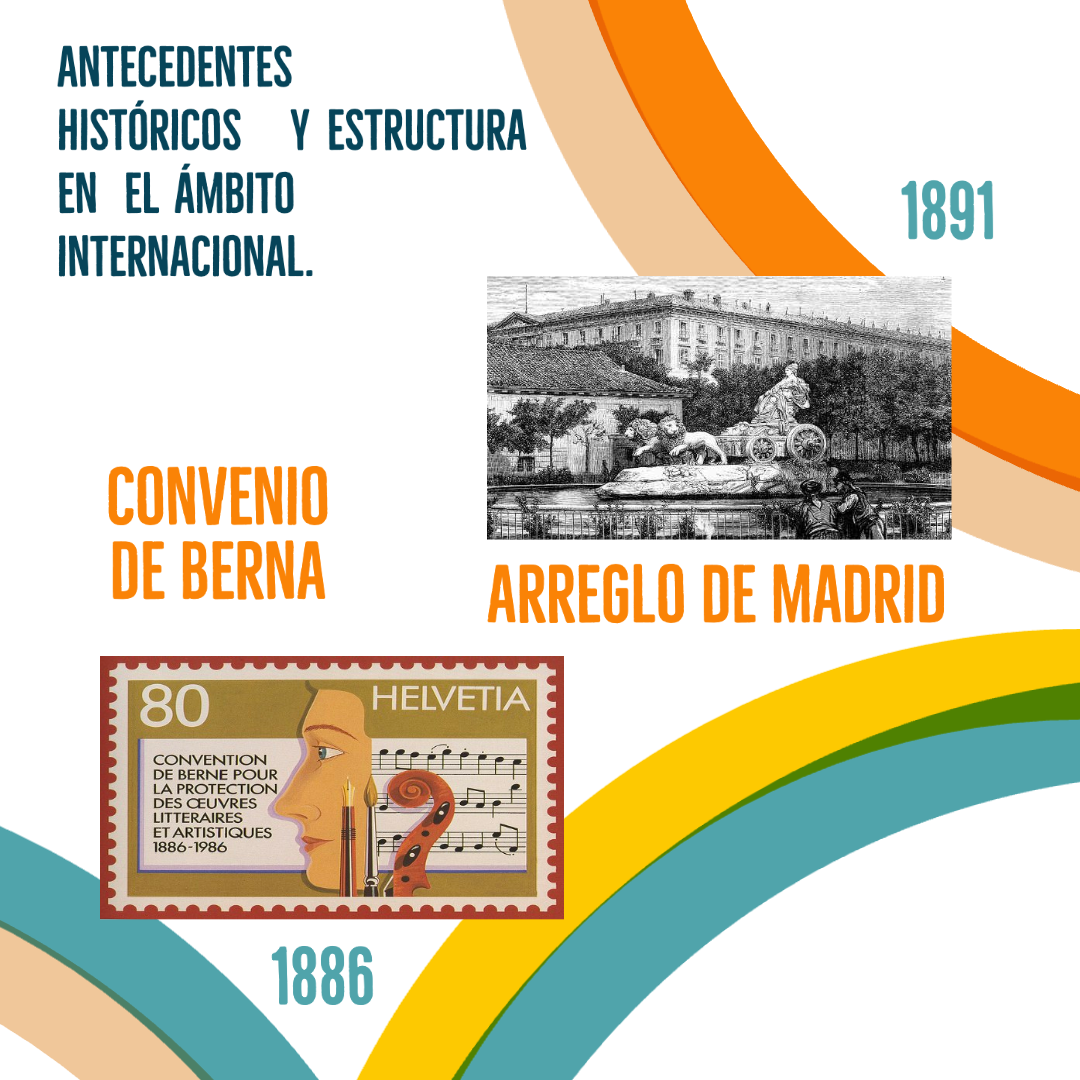 ANTECEDENTES
HISTÓRICOS Y ESTRUCTURA
EN EL ÁMBITO
INTERNACIONAL.
1891
ARREGLO DE MADRID
CONVENIO
DE BERNA
80
HELVETIA
CONVENTION
DE BERNE POUR
LA PROTECTION
DES ŒUVRES
LITTERAIRES
ET ARTISTIQUES
1886-1986
1886